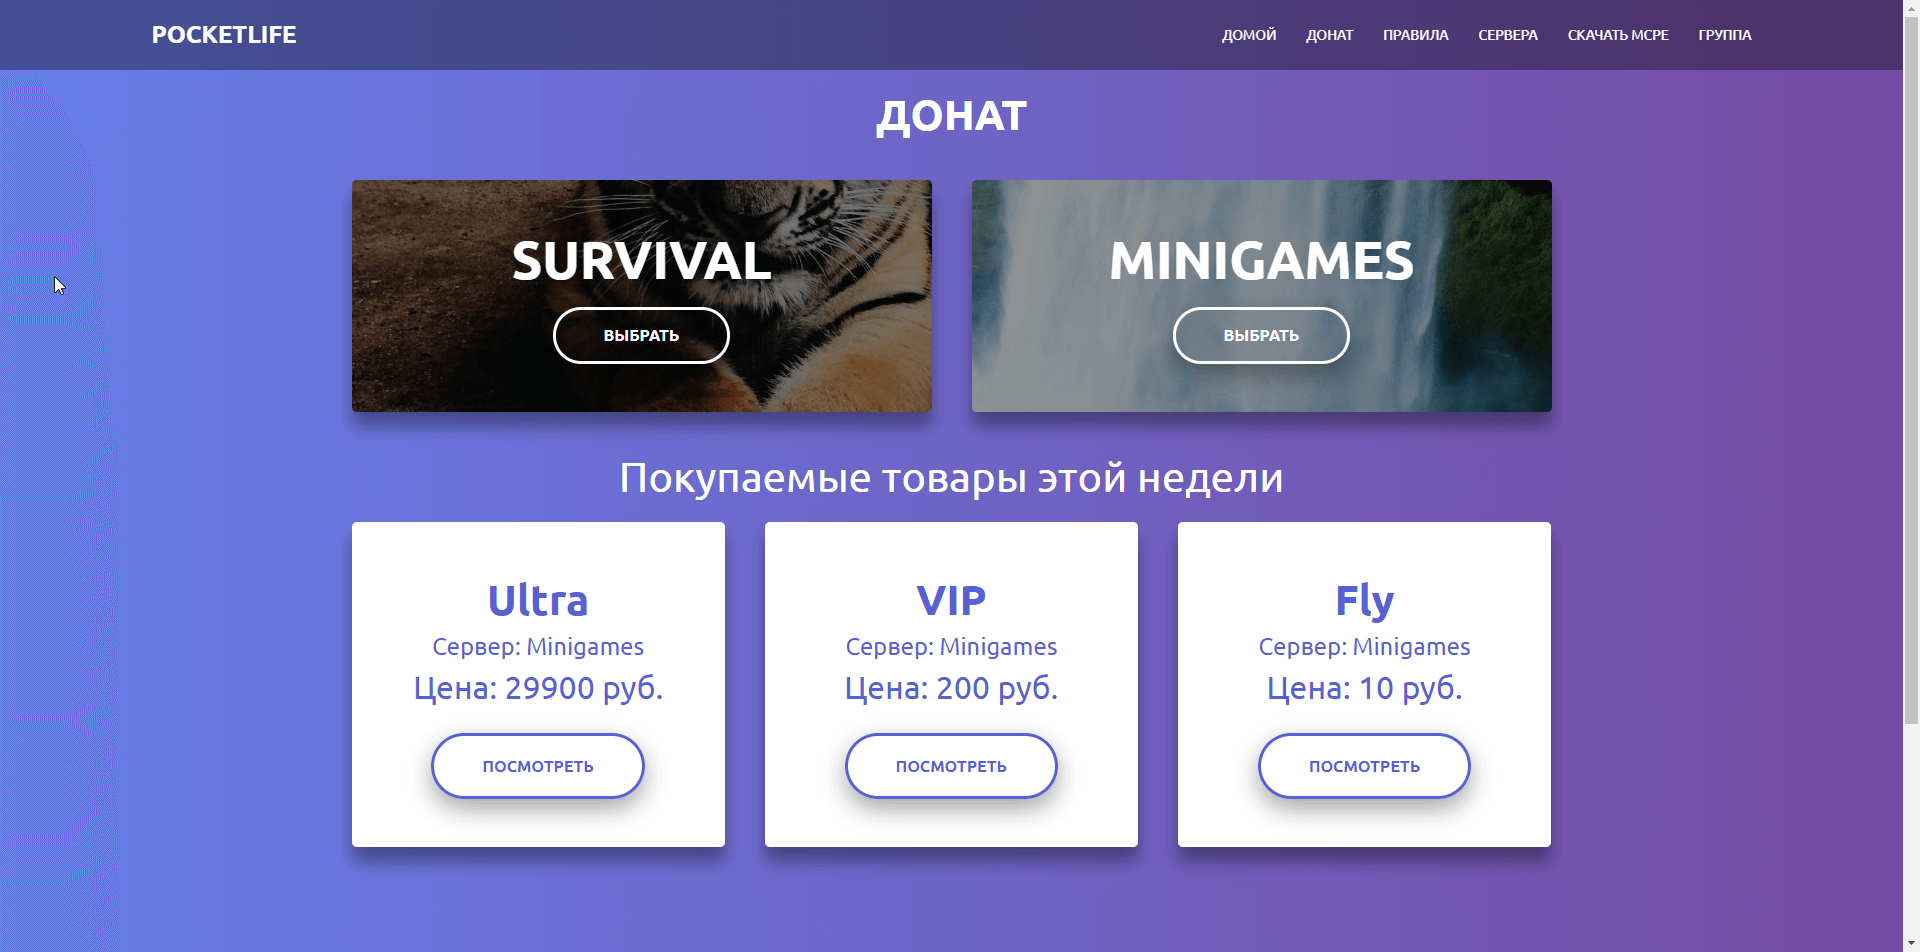 POCKETLIFE
ДОМОЙ ДОНАТ ПРАВИЛА СЕРВЕРА СКАЧАТЬ MCPE ГРУППА
ДОНАТ
SURVIVAL
ВЫБРАТЬ
MINIGAMES
ВЫБРАТЬ
Покупаемые товары этой недели
Ultra
Сервер: Minigames
Цена: 29900 руб.
ПОСМОТРЕТЬ
VIP
Сервер: Minigames
Цена: 200 руб.
ПОСМОТРЕТЬ
Fly
Сервер: Minigames
Цена: 10 руб.
ПОСМОТРЕТЬ